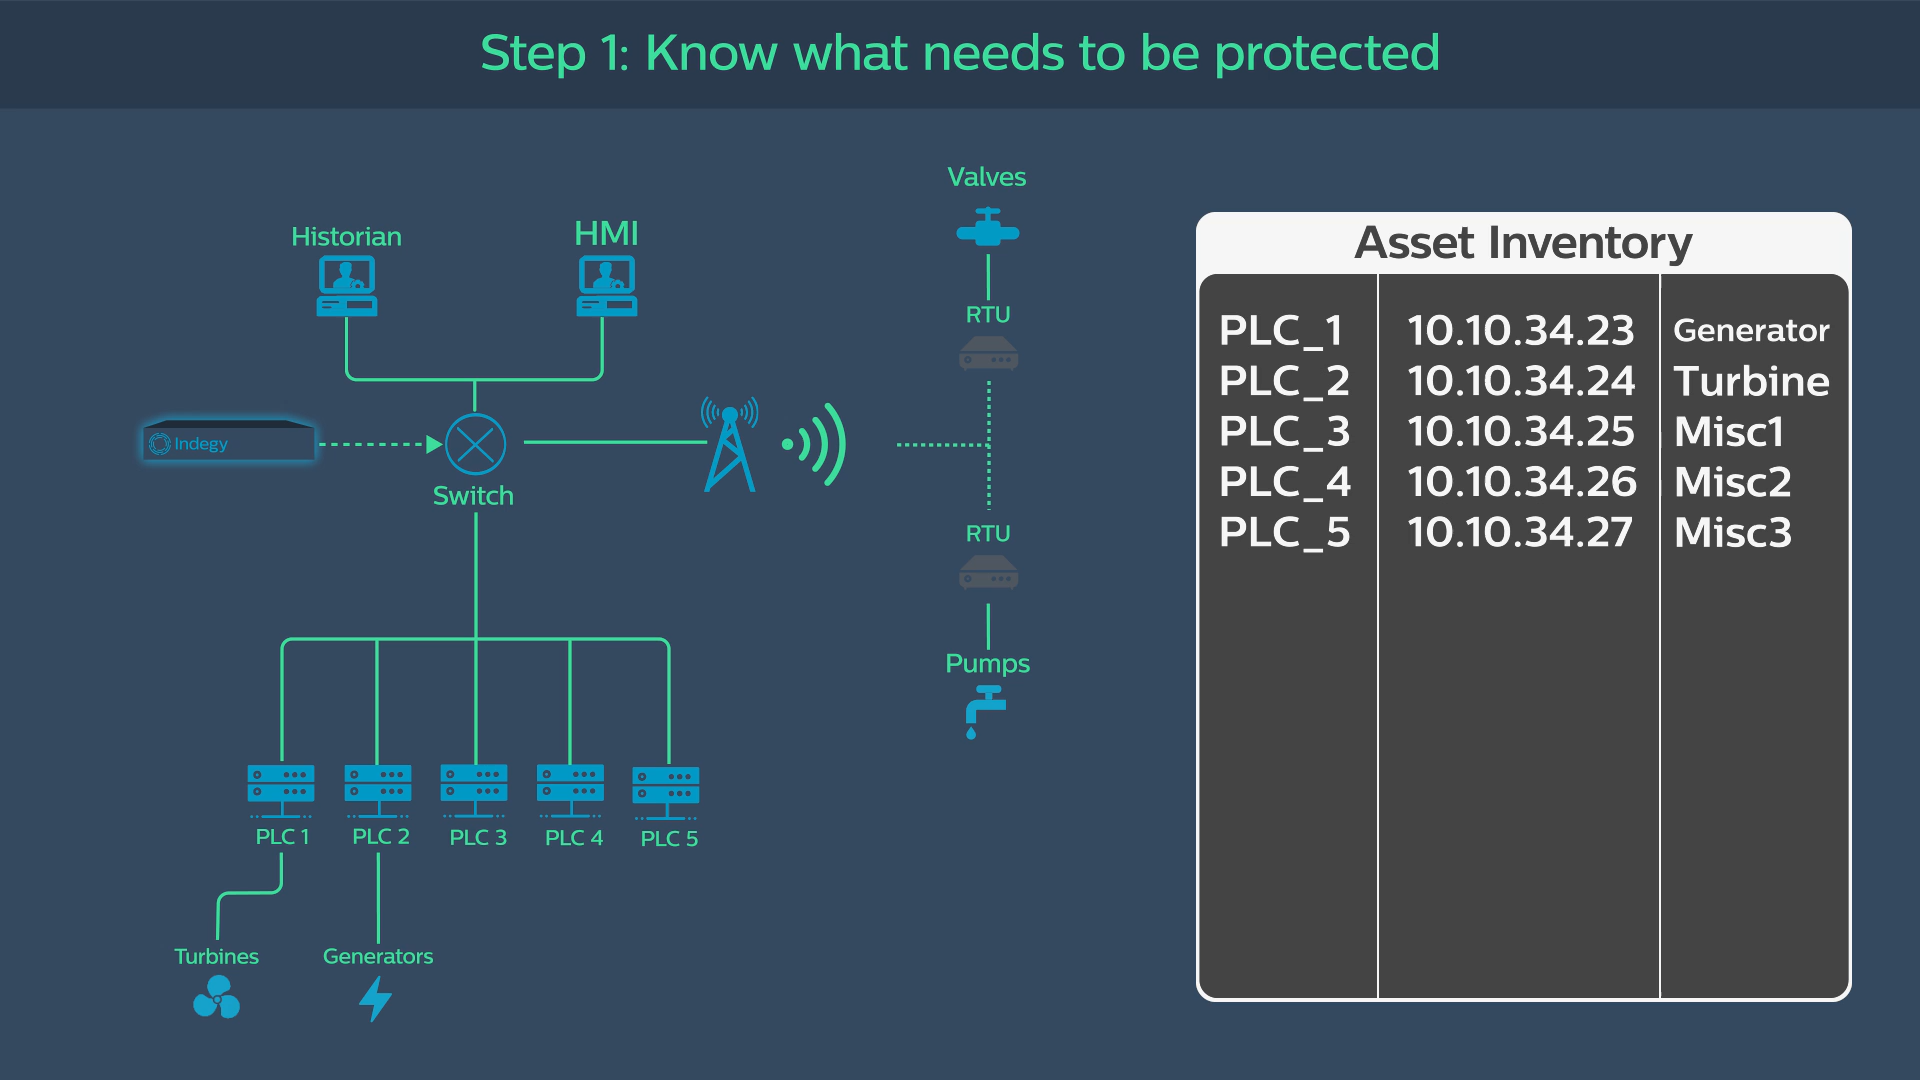 Step 1: Know what needs to be protected
Valves
Historian
HMI
RTU
Indegy
Switch
RTU
Pumps
PLC 1
PLC 2
PLC 3
PLC 4
PLC 5
Turbines
Generators
Asset Inventory
PLC_1 10.10.34.23 Generator
PLC_2 10.10.34.24 Turbine
PLC_3 10.10.34.25 Misc1
PLC_4 10.10.34.26 Misc2
PLC_5 10.10.34.27 Misc3